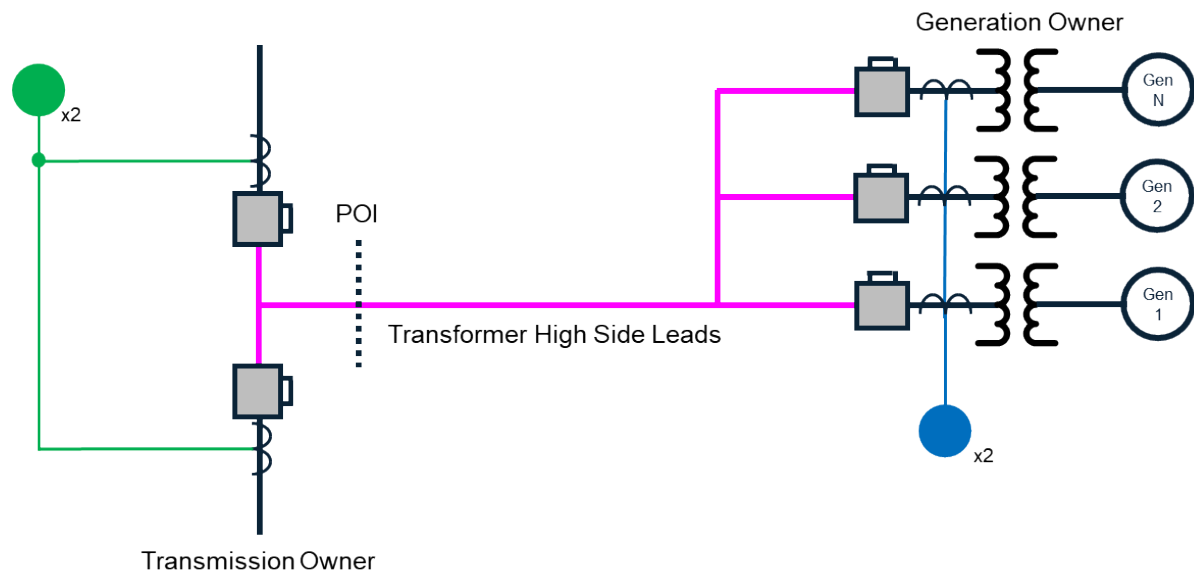 Generation Owner
x2
Gen
N
POI
Gen
2
Gen
1
Transformer High Side Leads
x2
Transmission Owner